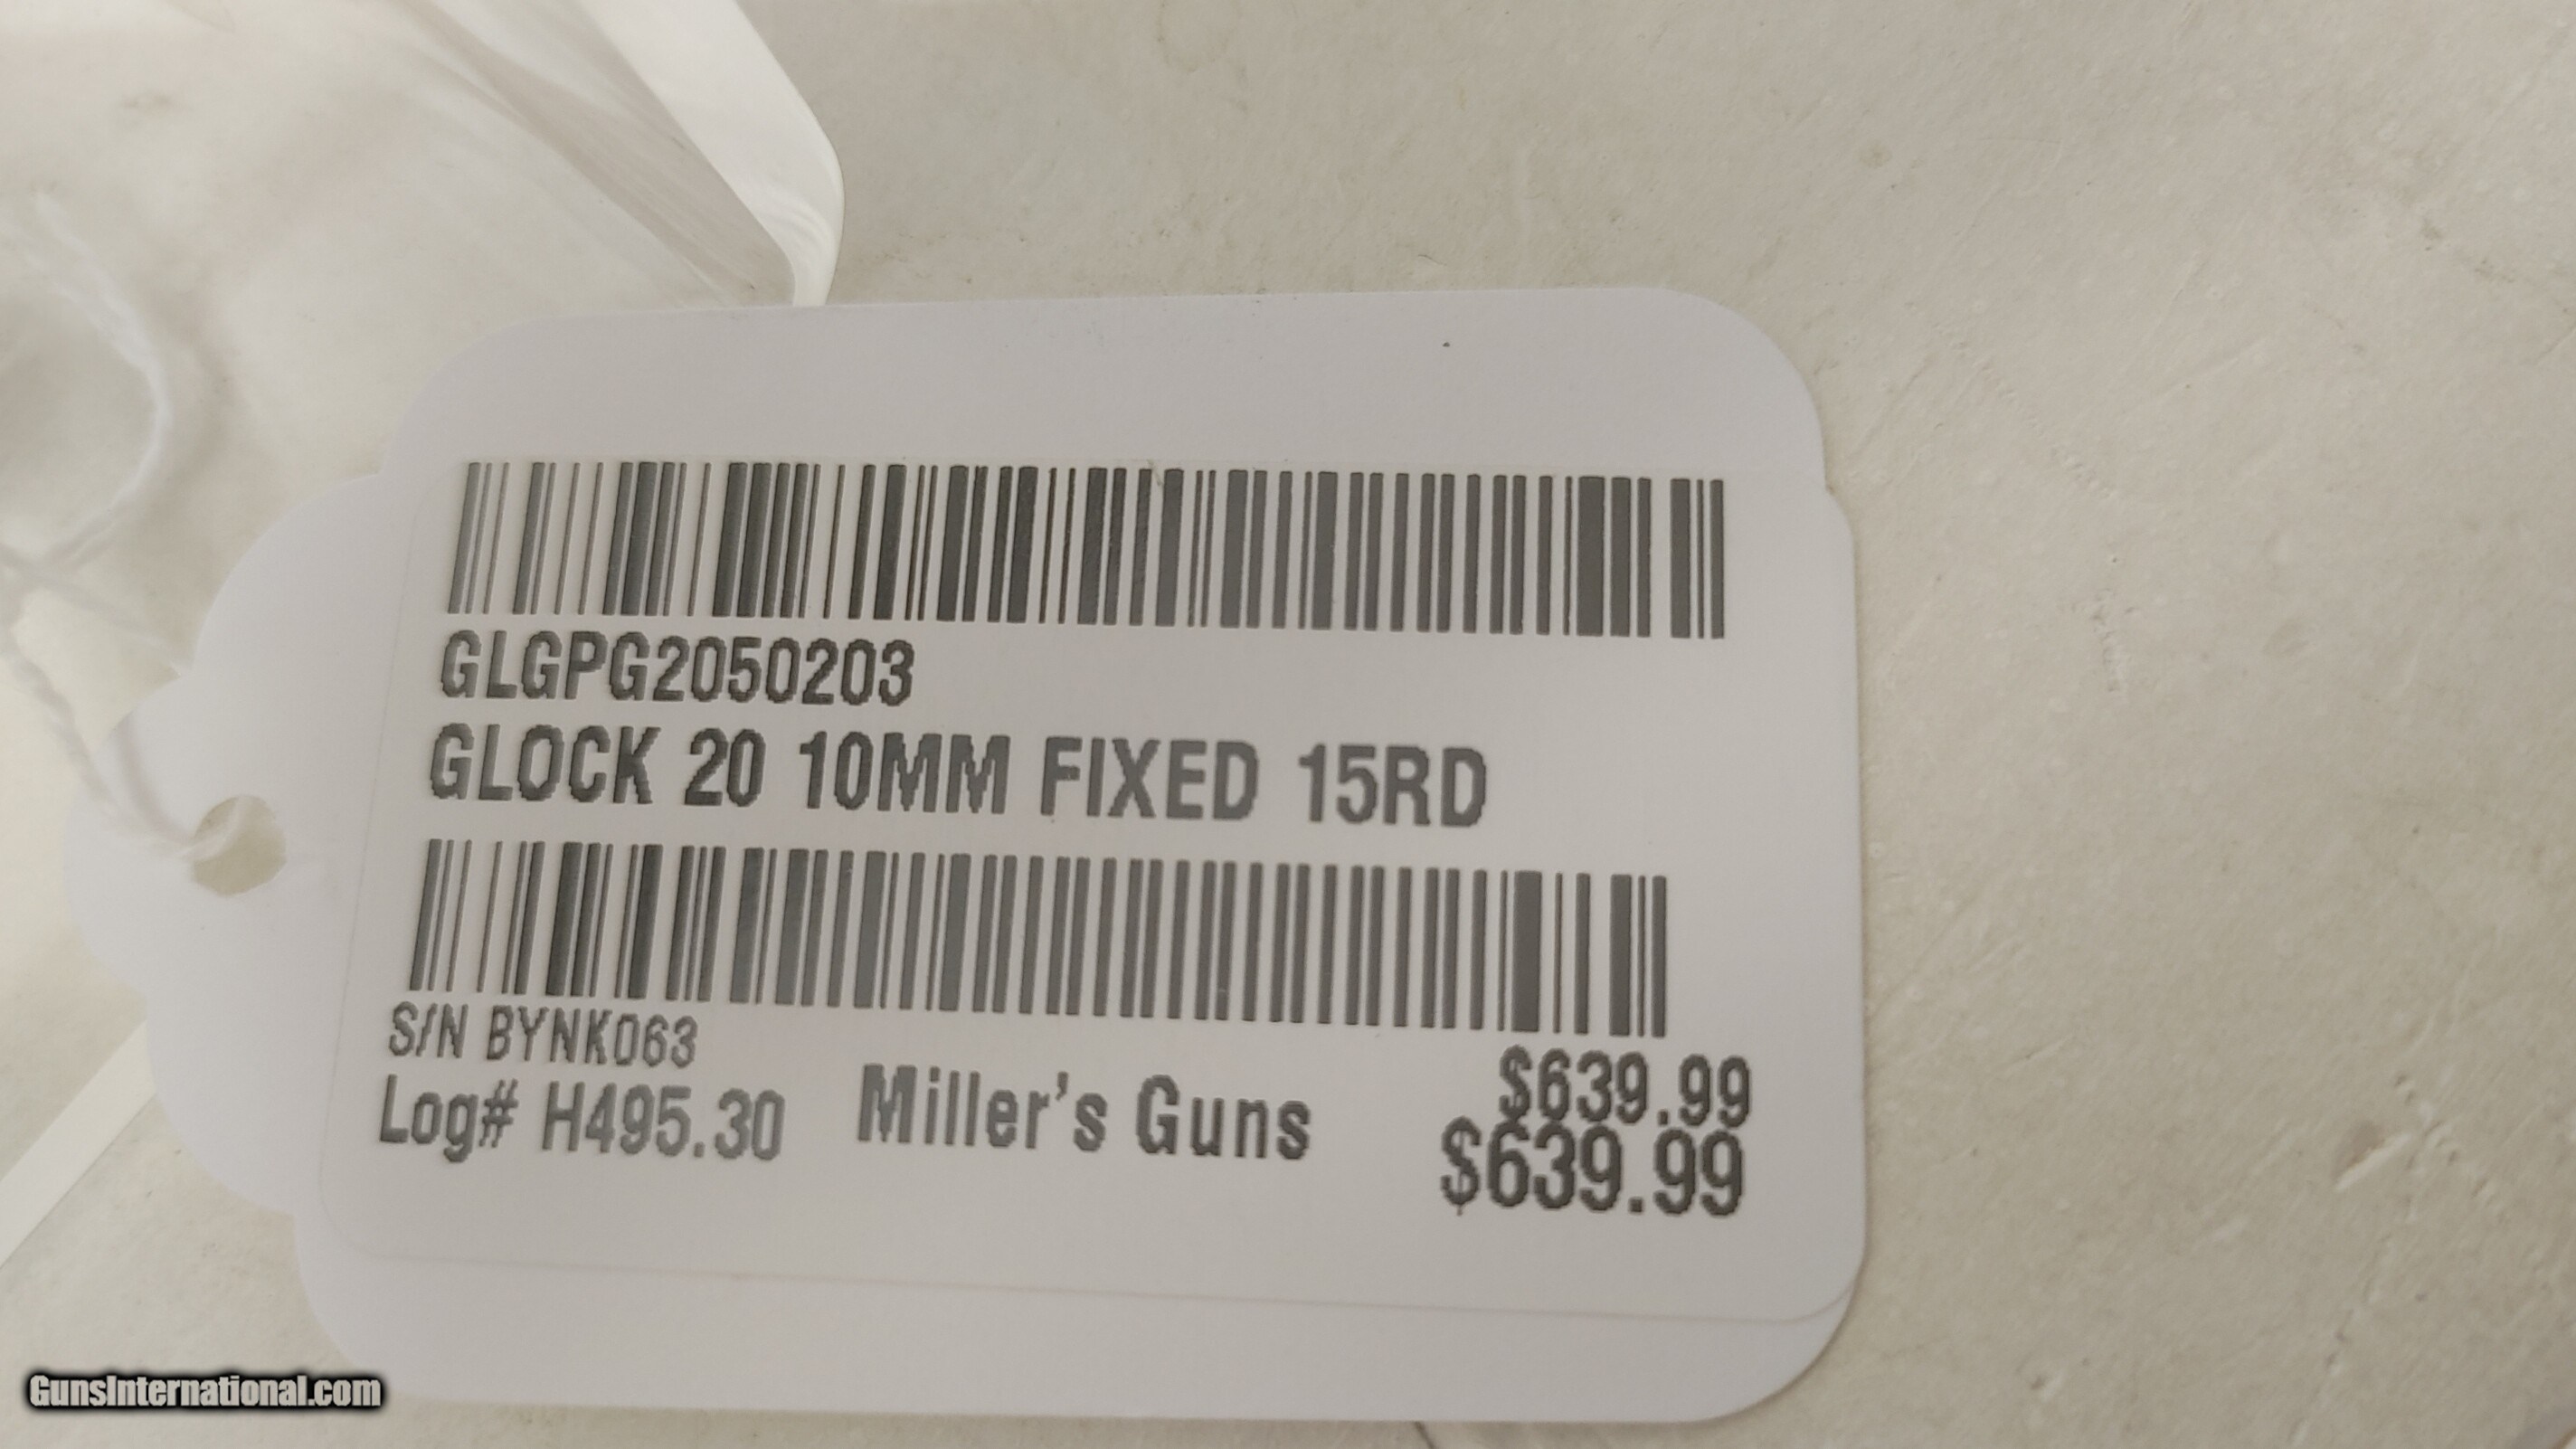 GLGPG2050203
GLOCK 20 10MM FIXED 15RD
S/N BYNK063
$639.99
Log# H495.30 Miller's Guns $639.99
GunsInternational.com